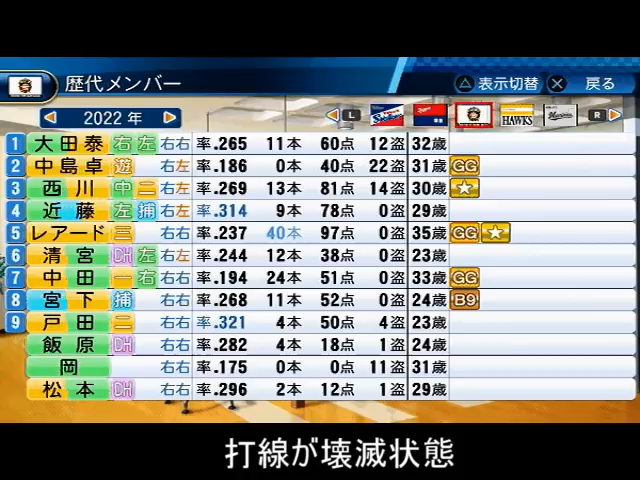 歴代メンバー
△ 表示切替 × 戻る
2022 年
L HAWKS R
1 大田泰 右 左 右右 率.265 11本 60点 12盗 32歳
2 中島卓 遊 右左 率.186 0本 40点 22盗 31歳 GG
3 西川 中 二 右左 率.269 13本 81点 14盗 30歳 ★
4 近藤 左 捕 右左 率.314 9本 78点 0盗 29歳
5 レアード 三 右右 率.237 40本 97点 0盗 35歳 GG ★
6 清宮 DH 左 右左 率.244 12本 38点 0盗 23歳
7 中田 一 右 右右 率.194 24本 51点 0盗 33歳 GG
8 宮下 捕 右右 率.268 11本 52点 0盗 24歳 B9
9 戸田 二 右右 率.321 4本 50点 4盗 23歳
飯原 DH 右右 率.282 4本 18点 1盗 24歳
岡 右右 率.175 0本 0点 11盗 31歳
松本 DH 右右 率.296 2本 12点 1盗 29歳
打線が壊滅状態